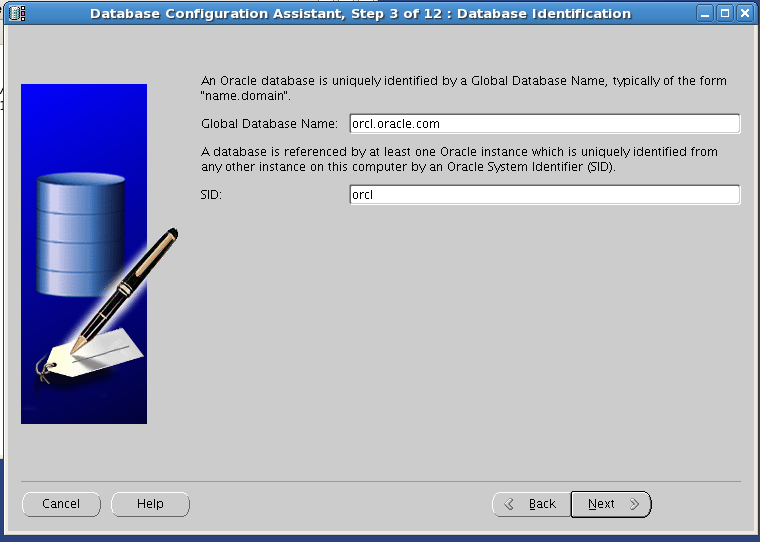 Database Configuration Assistant, Step 3 of 12 : Database Identification
An Oracle database is uniquely identified by a Global Database Name, typically of the form
"name.domain".
Global Database Name: orcl.oracle.com
A database is referenced by at least one Oracle instance which is uniquely identified from
any other instance on this computer by an Oracle System Identifier (SID).
SID: orcl
Cancel Help Back Next